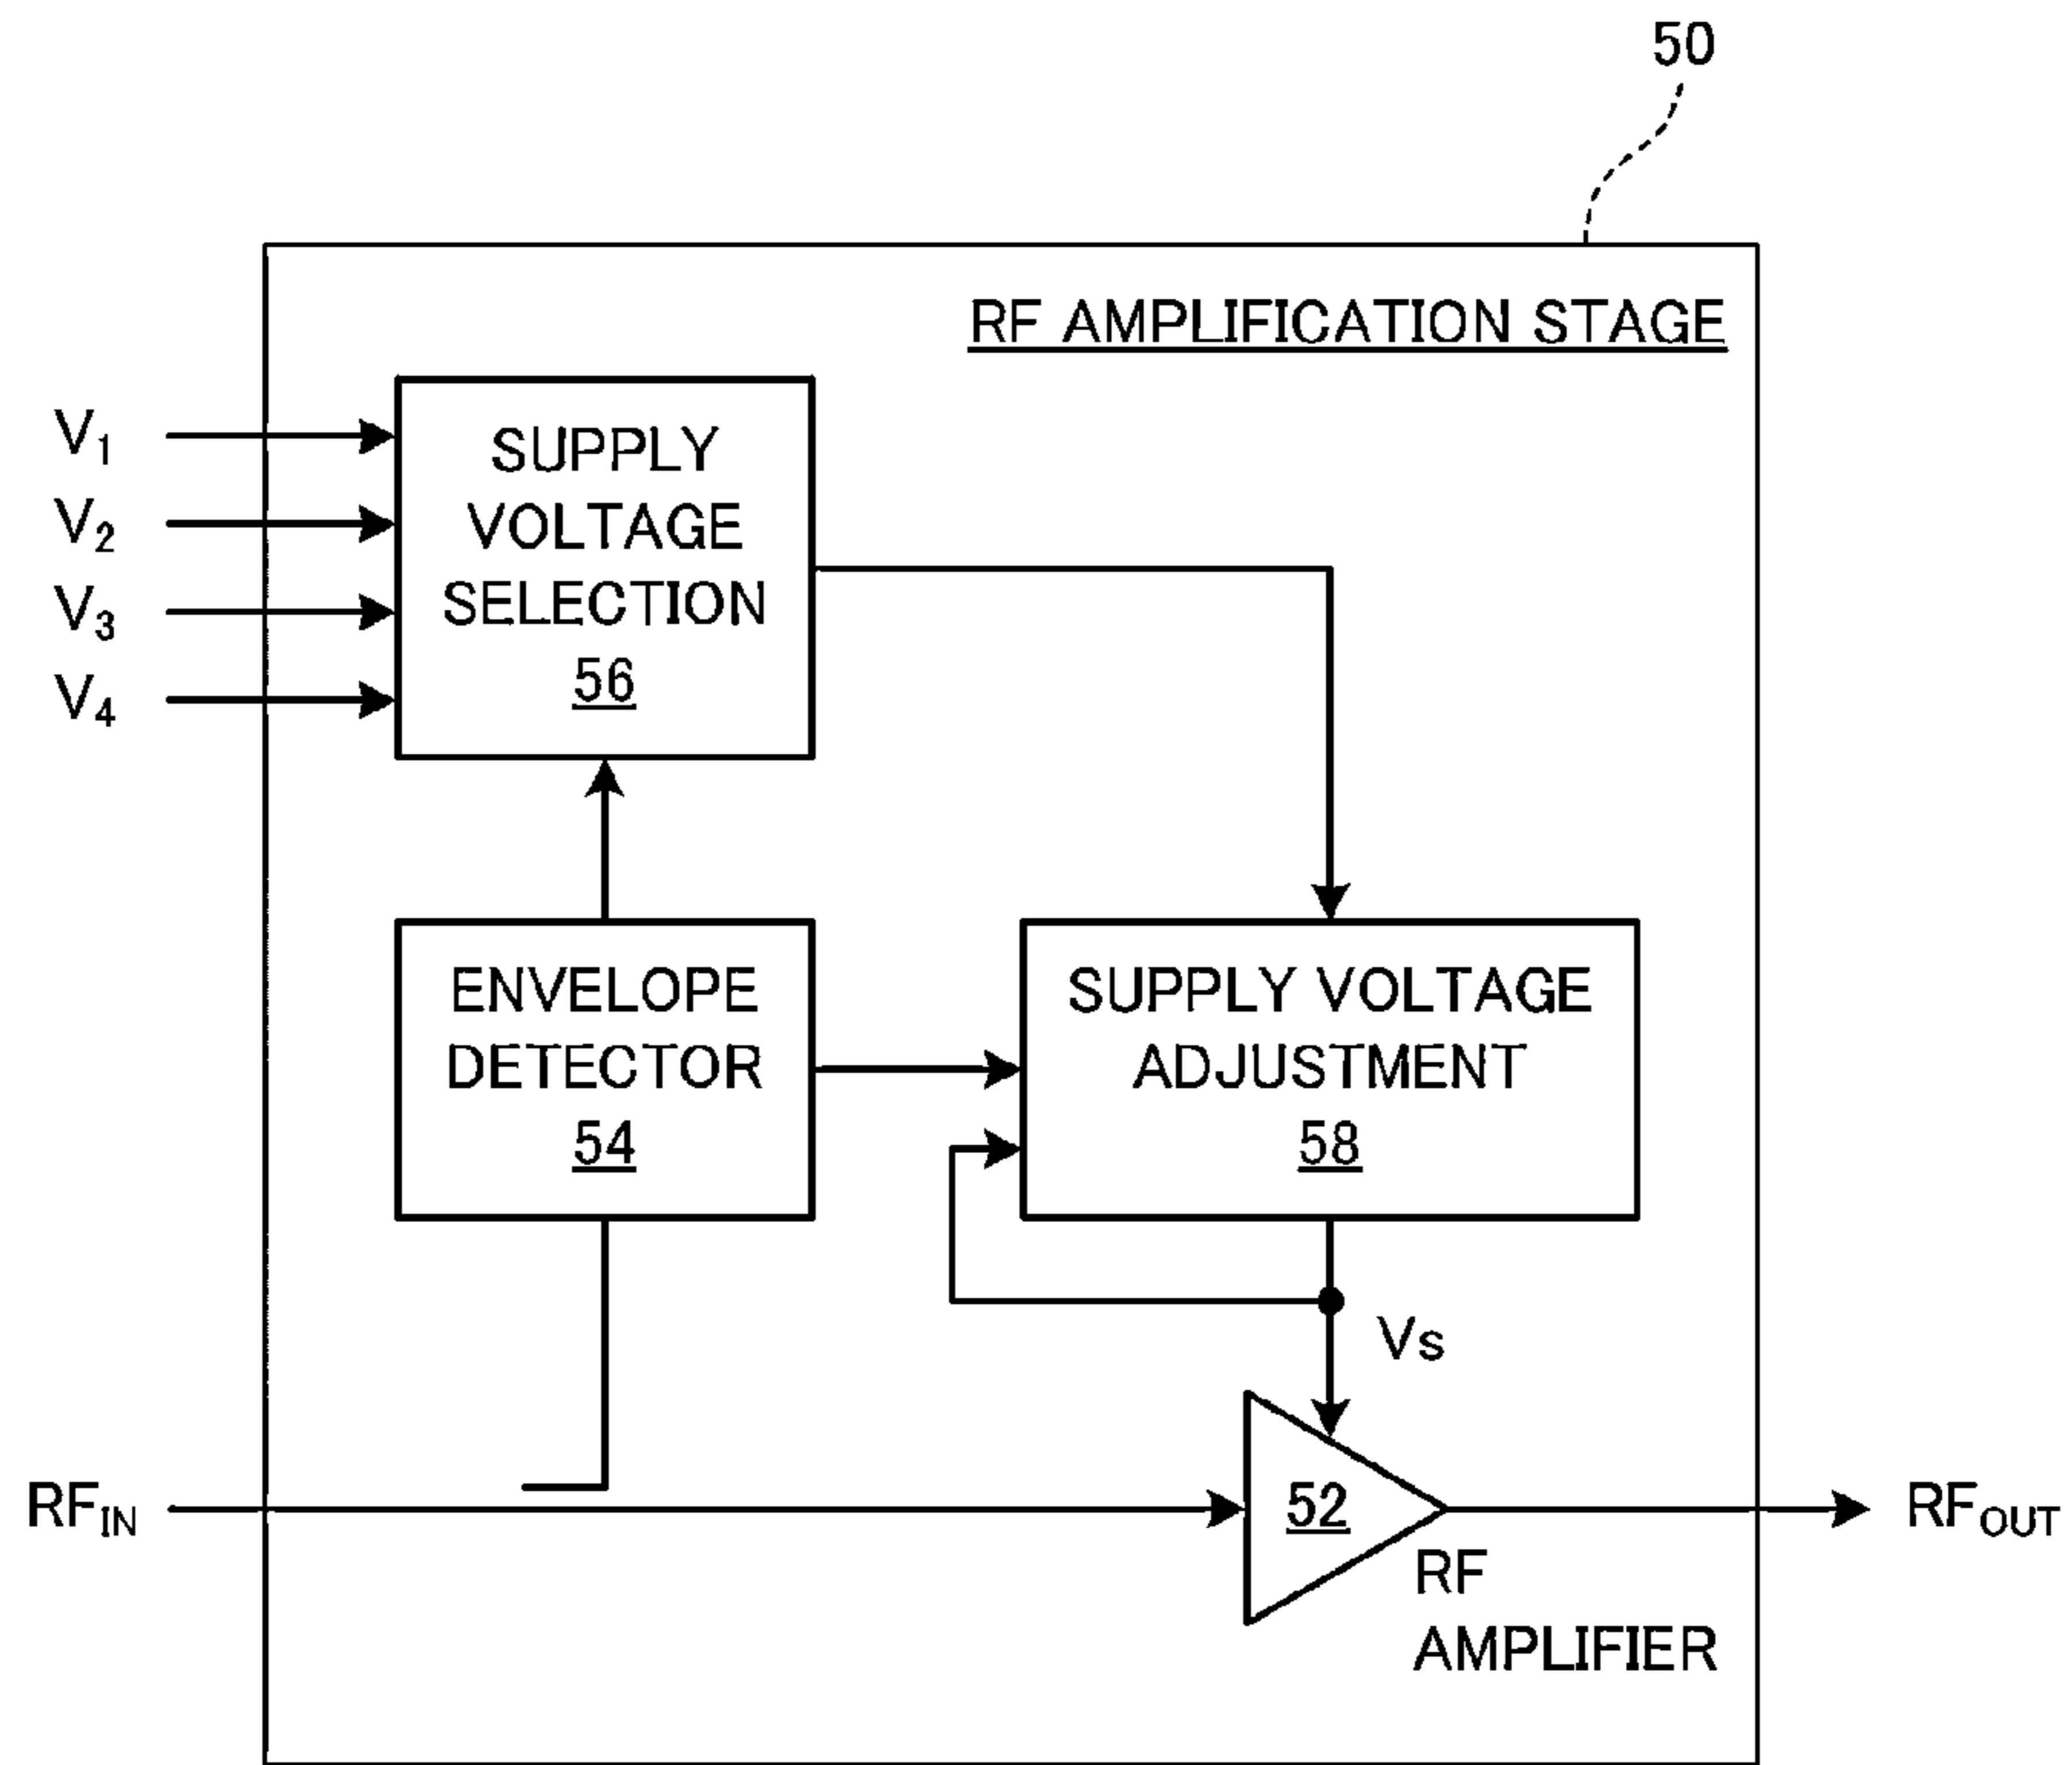 50
RF AMPLIFICATION STAGE
V1
V2
V3
V4
SUPPLY
VOLTAGE
SELECTION
56
ENVELOPE
DETECTOR
54
SUPPLY VOLTAGE
ADJUSTMENT
58
Vs
RFIN
52
RFOUT
RF
AMPLIFIER